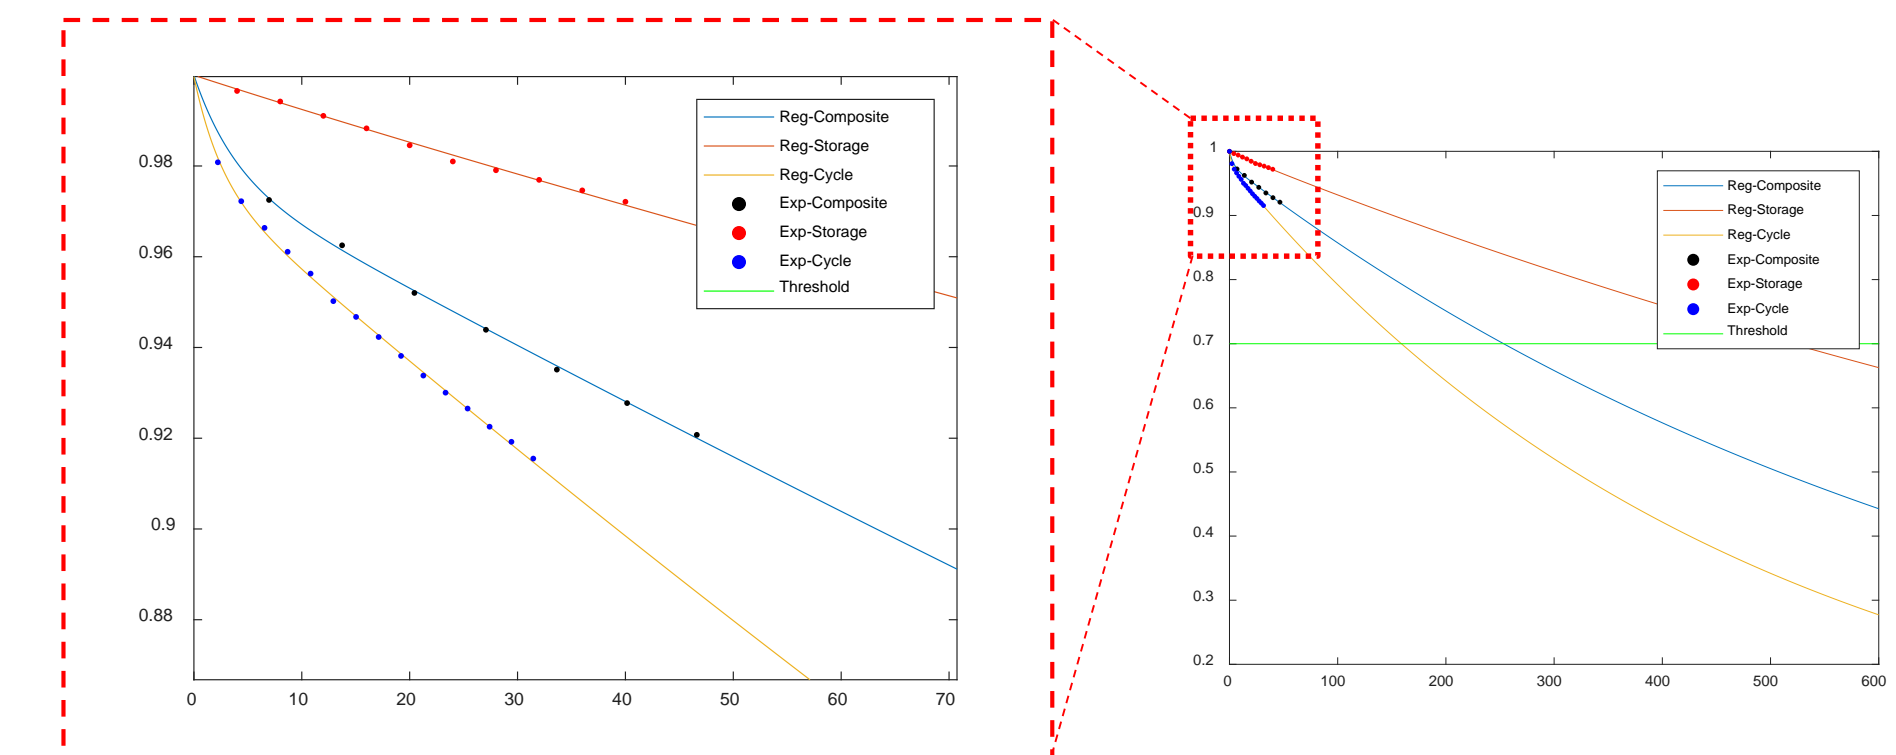 0.98
0.96
0.94
0.92
0.9
0.88
0 10 20 30 40 50 60 70
Reg-Composite
Reg-Storage
Reg-Cycle
Exp-Composite
Exp-Storage
Exp-Cycle
Threshold
1
0.9
0.8
0.7
0.6
0.5
0.4
0.3
0.2
0 100 200 300 400 500 600
Reg-Composite
Reg-Storage
Reg-Cycle
Exp-Composite
Exp-Storage
Exp-Cycle
Threshold